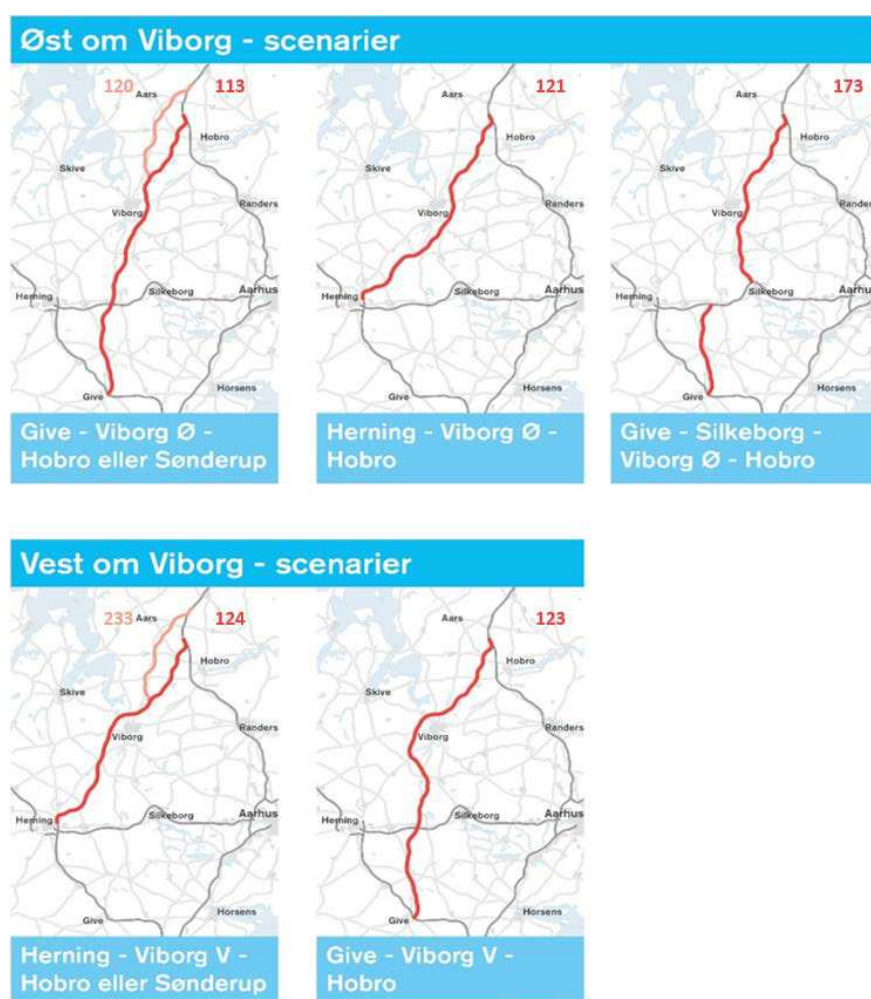 Øst om Viborg - scenarier
120
113
Aars
Hobro
Skive
Viborg
Randers
Herning
Silkeborg
Aarhus
Give
Horsens
Give - Viborg Ø -
Hobro eller Sønderup
121
Aars
Hobro
Skive
Viborg
Randers
Herning
Silkeborg
Aarhus
Give
Horsens
Herning - Viborg Ø -
Hobro
173
Aars
Hobro
Skive
Viborg
Rander
Herning
Silkeborg
Aarhu
Give
Horsens
Give - Silkeborg -
Viborg Ø - Hobro
Vest om Viborg - scenarier
233
124
Aars
Hobro
Skive
Viborg
Randers
Herning
Silkeborg
Aarhus
Give
Horsens
Herning - Viborg V -
Hobro eller Sønderup
123
Aars
Hobro
Skive
Viborg
Randers
Herning
Silkeborg
Aarhus
Give
Horsens
Give - Viborg V -
Hobro